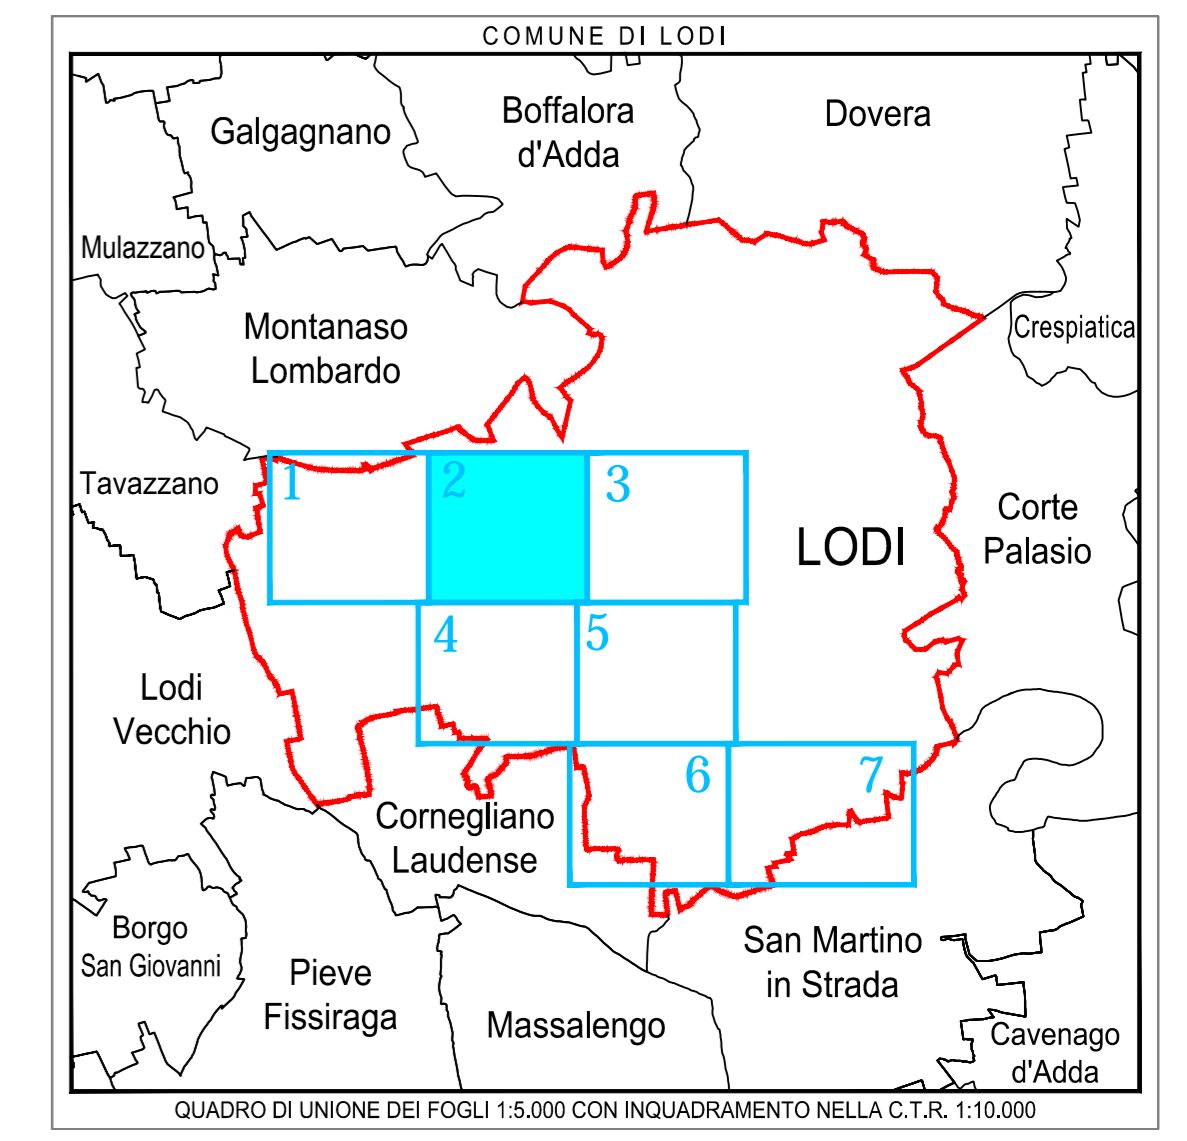 COMUNE DI LODI
Galgagnano
Boffalora
d'Adda
Dovera
Mulazzano
Montanaso
Lombardo
Crespiatica
Tavazzano
1
2
3
LODI
Corte
Palasio
4
5
Lodi
Vecchio
6
7
Cornegliano
Laudense
Borgo
San Giovanni
Pieve
Fissiraga
Massalengo
San Martino
in Strada
Cavenago
d'Adda
QUADRO DI UNIONE DEI FOGLI 1:5.000 CON INQUADRAMENTO NELLA C.T.R. 1:10.000